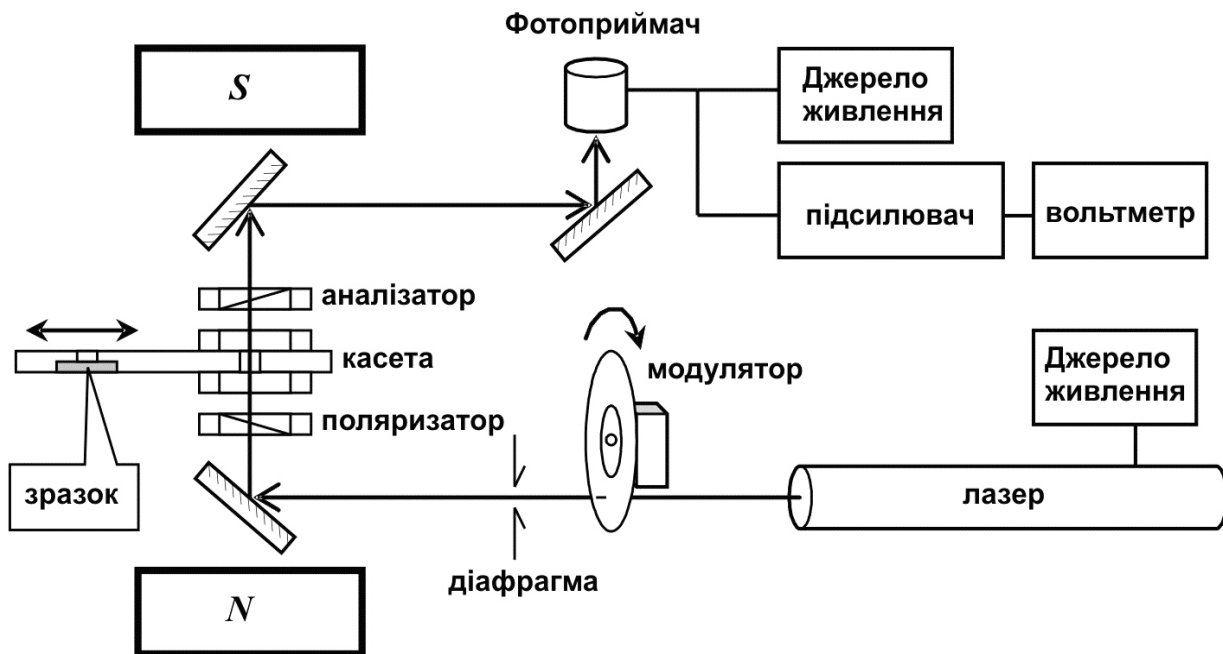 Фотоприймач
S
Джерело
живлення
підсилювач
вольтметр
аналізатор
касета
модулятор
Джерело
живлення
поляризатор
зразок
лазер
діафрагма
N